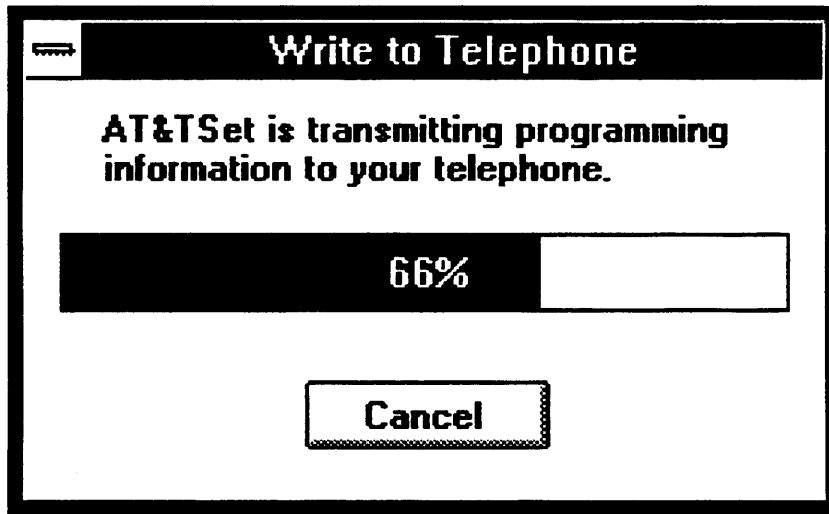 Write to Telephone
AT&TSet is transmitting programming
information to your telephone.
66%
Cancel